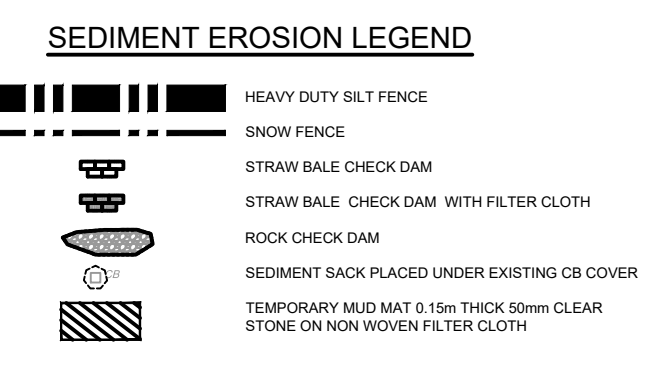 SEDIMENT EROSION LEGEND
HEAVY DUTY SILT FENCE
SNOW FENCE
STRAW BALE CHECK DAM
STRAW BALE CHECK DAM WITH FILTER CLOTH
ROCK CHECK DAM
CB
SEDIMENT SACK PLACED UNDER EXISTING CB COVER
TEMPORARY MUD MAT 0.15m THICK 50mm CLEAR
STONE ON NON WOVEN FILTER CLOTH